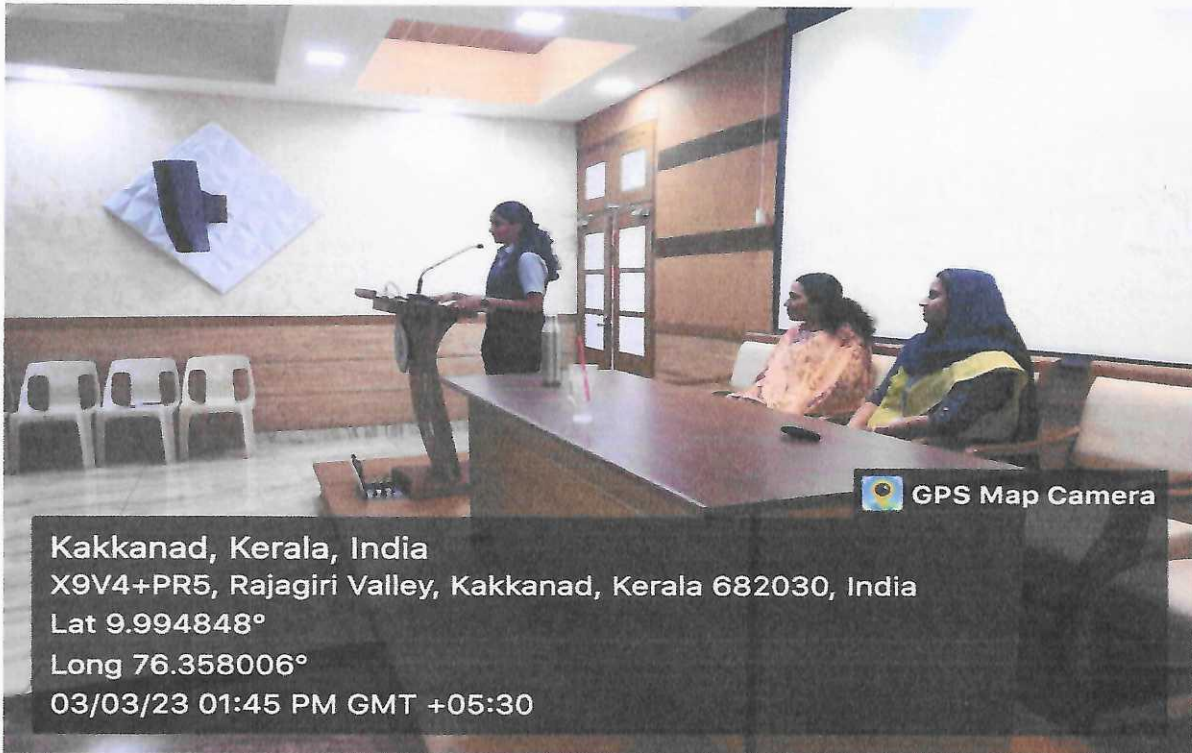 GPS Map Camera
Kakkanad, Kerala, India
X9V4+PR5, Rajagiri Valley, Kakkanad, Kerala 682030, India
Lat 9.994848°
Long 76.358006°
03/03/23 01:45 PM GMT +05:30